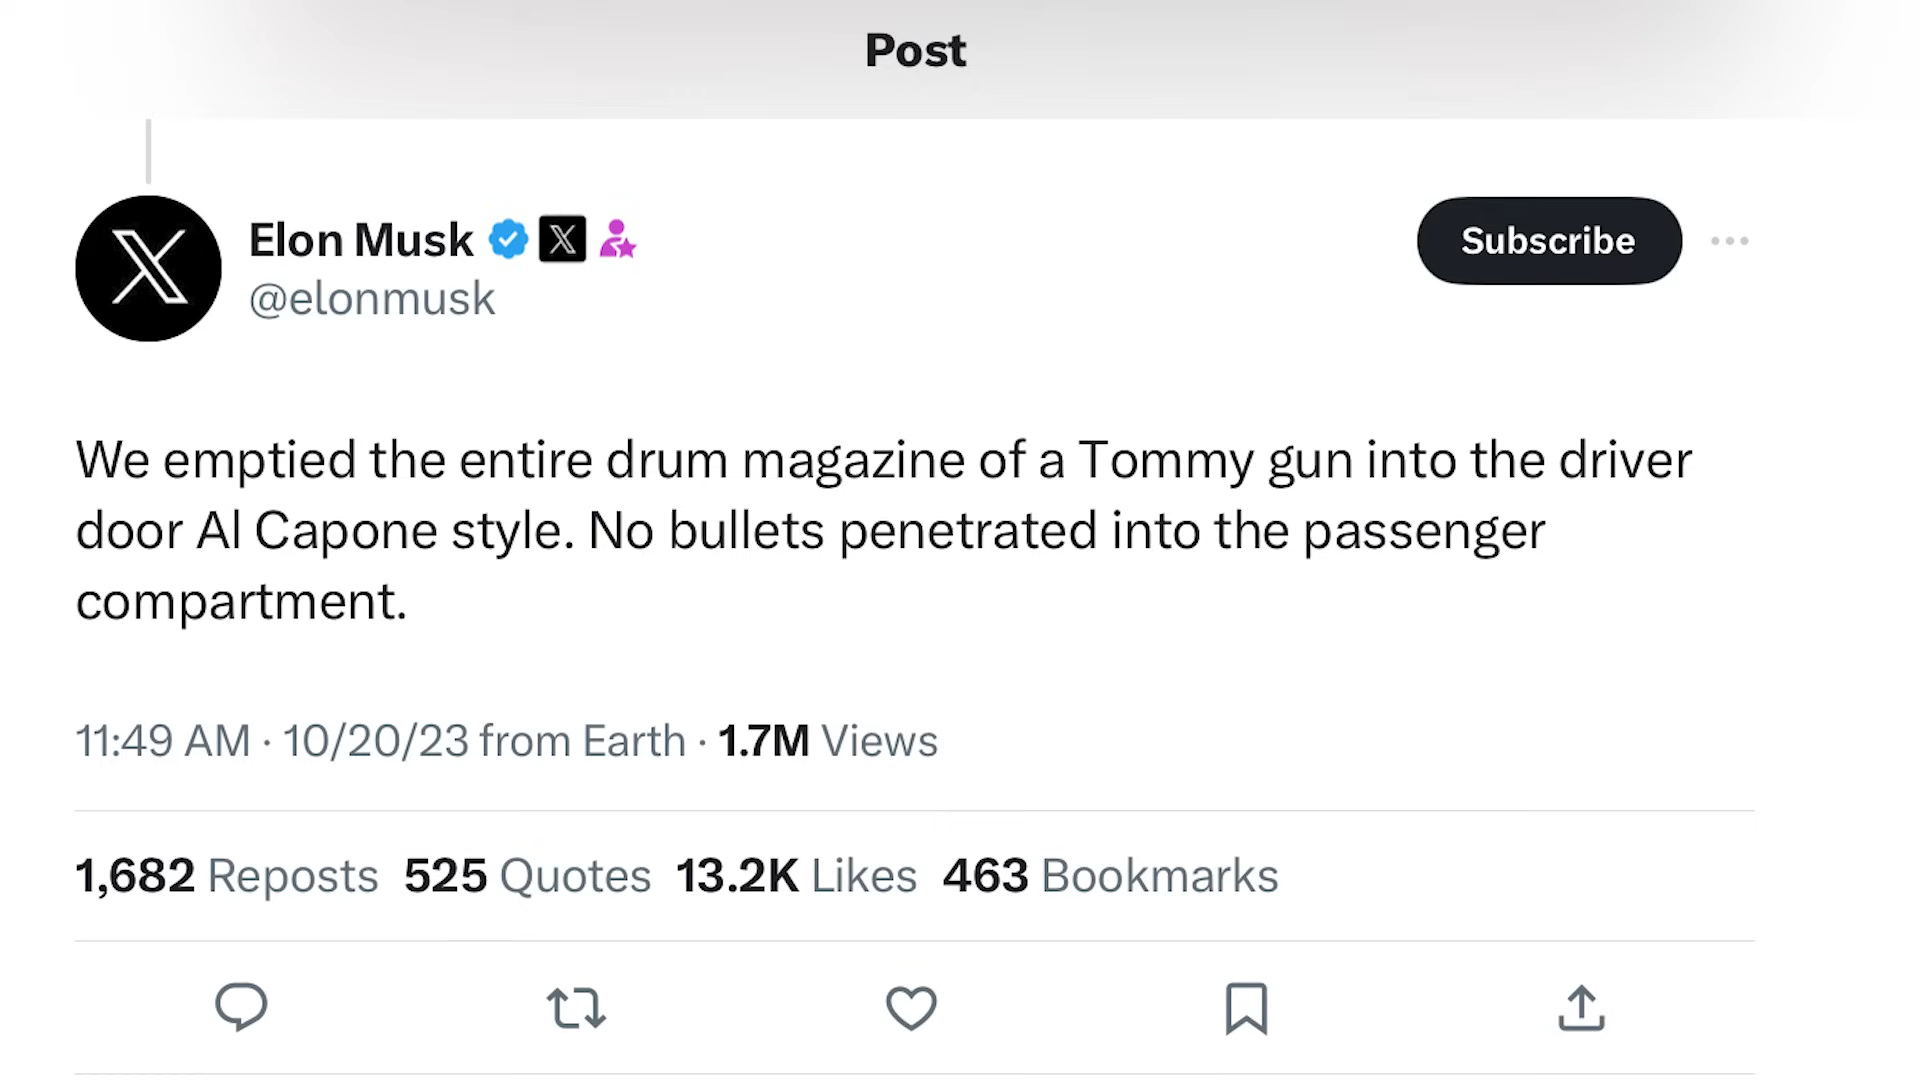 Post
Elon Musk
Subscribe
@elonmusk
We emptied the entire drum magazine of a Tommy gun into the driver
door Al Capone style. No bullets penetrated into the passenger
compartment.
11:49 AM · 10/20/23 from Earth · 1.7M Views
1,682 Reposts 525 Quotes 13.2K Likes 463 Bookmarks